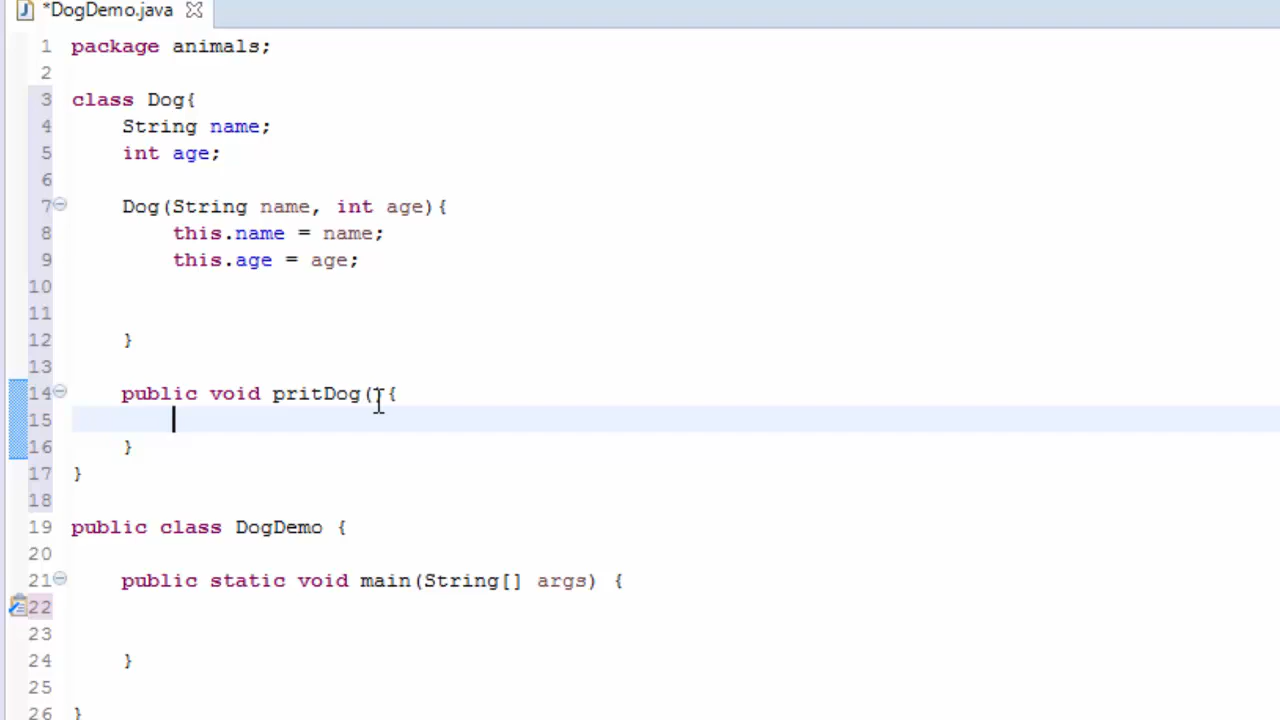 *DogDemo.java
1 package animals;
2
3 class Dog{
4 String name;
5 int age;
6
7 Dog(String name, int age){
8 this.name = name;
9 this.age = age;
10
11
12 }
13
14 public void pritDog(){
15
16 }
17 }
18
19 public class DogDemo {
20
21 public static void main(String[] args) {
22
23
24 }
25
26 }